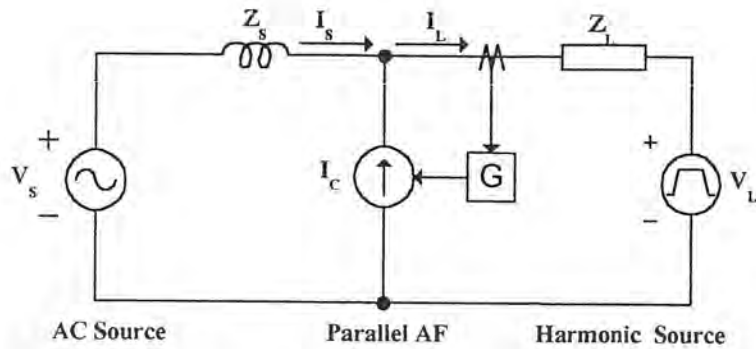 Z_s I_s I_L Z_L
+
V_s
−
I_C
G
+
−
V_L
AC Source Parallel AF Harmonic Source